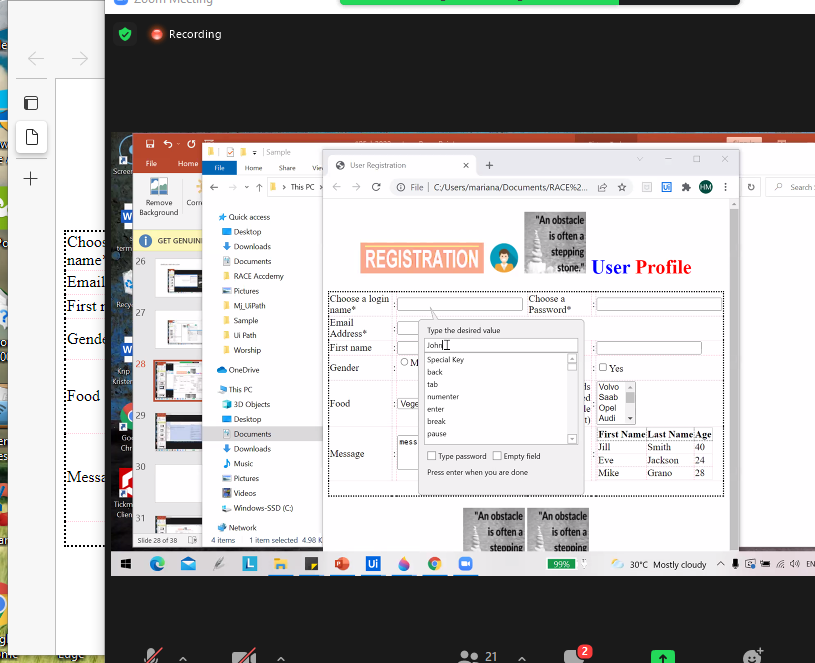 Zoom Meeting
Recording
Choos
name*
Email
First n
Gende
Food
Messa
File
Home
Remove
Background
GET GENUIN
26
27
28
29
30
31
Slide 28 of 38
Sample
File
Home
Share
This PC
Quick access
Desktop
Downloads
Documents
RACE Accdemy
Pictures
Mj_UiPath
Sample
Ui Path
Worship
OneDrive
This PC
3D Objects
Desktop
Documents
Downloads
Music
Pictures
Videos
Windows-SSD (C:)
Network
4 items 1 item selected 4.98 K
User Registration
File | C:/Users/mariana/Documents/RACE%2...
HM
Search
REGISTRATION
"An obstacle
is often a
stepping
stone."
User Profile
Choose a login
name*
:
Choose a
Password*
:
Email
Address*
:
First name
:
:
Gender
:
M
:
Yes
Food
:
Vege
Volvo
Saab
Opel
Audi
Message
:
mess
:
First Name Last Name Age
Jill Smith 40
Eve Jackson 24
Mike Grano 28
Type the desired value
John
Special Key
back
tab
numenter
enter
break
pause
Type password Empty field
Press enter when you are done
"An obstacle
is often a
stepping
"An obstacle
is often a
stepping
L
Ui
99%
30°C Mostly cloudy
EN
21
2